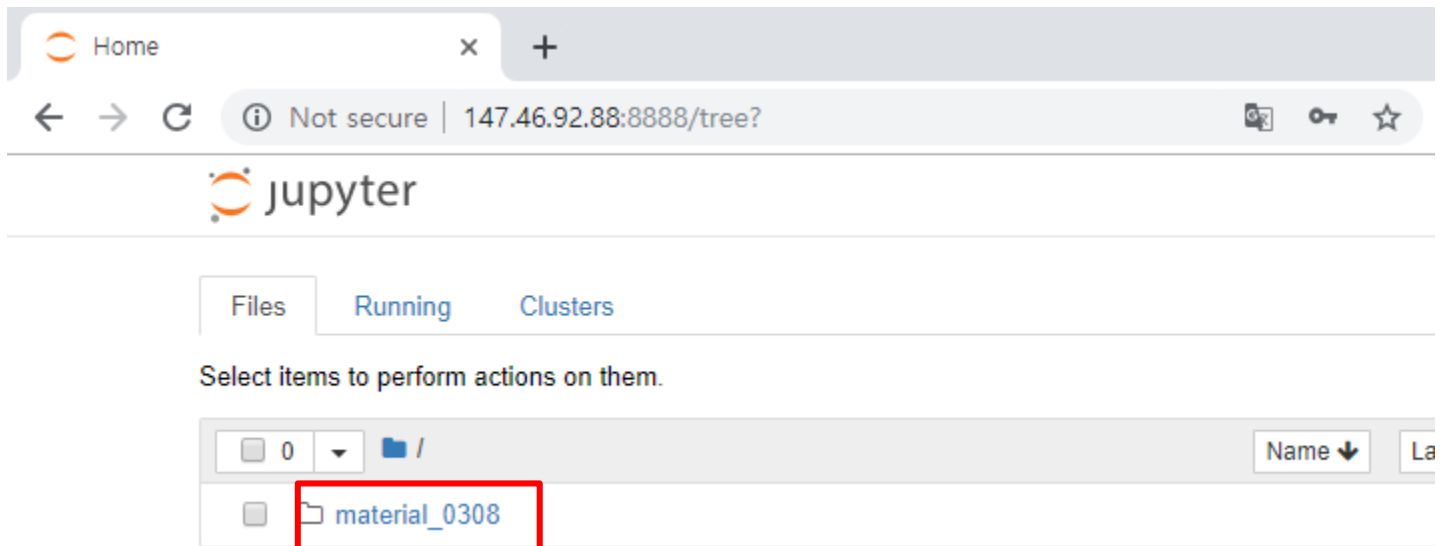 Home
Not secure | 147.46.92.88:8888/tree?
jupyter
Files Running Clusters
Select items to perform actions on them.
0 / Name La
material_0308